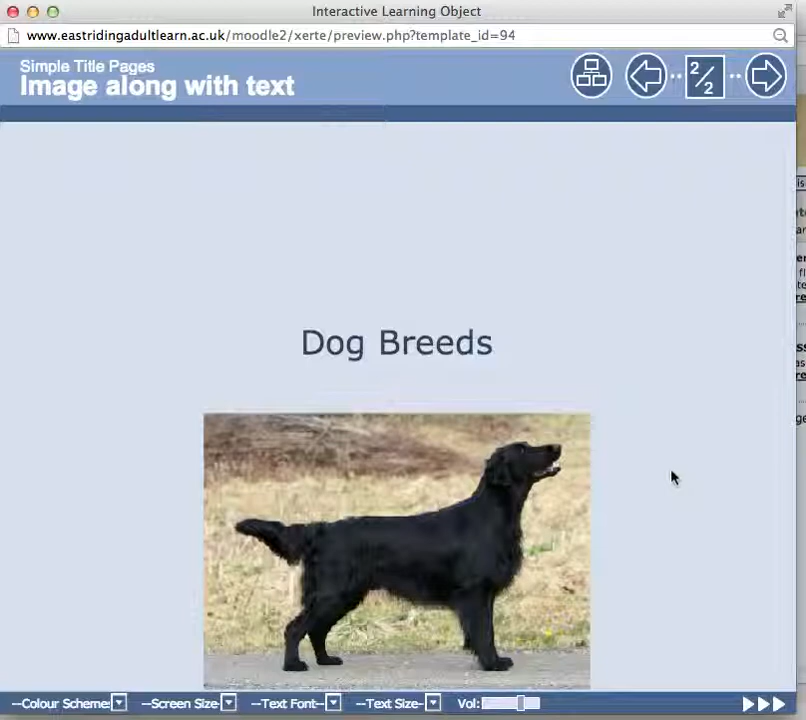 Interactive Learning Object
www.eastridingadultlearn.ac.uk/moodle2/xerte/preview.php?template_id=94
Simple Title Pages
Image along with text
2/2
Dog Breeds
--Colour Scheme --Screen Size- --Text Font-- --Text Size- Vol: